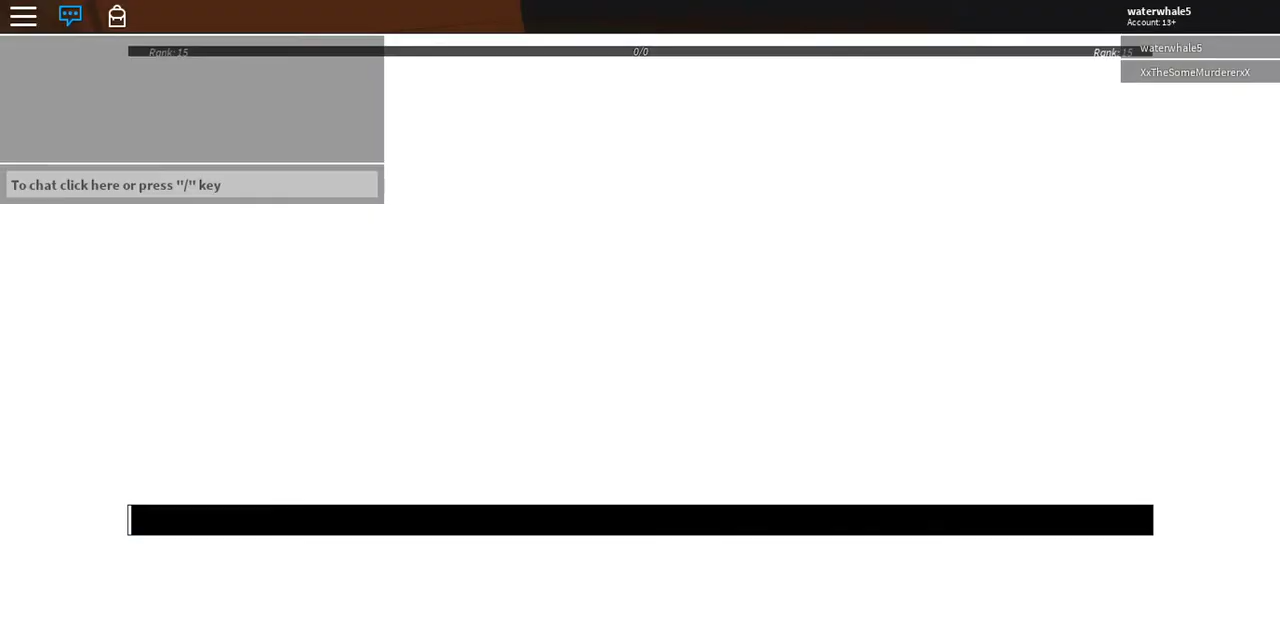 waterwhale5
Account: 13+
Rank: 15
0/0
Rank: 15
waterwhale5
XxTheSomeMurdererxX
To chat click here or press "/" key